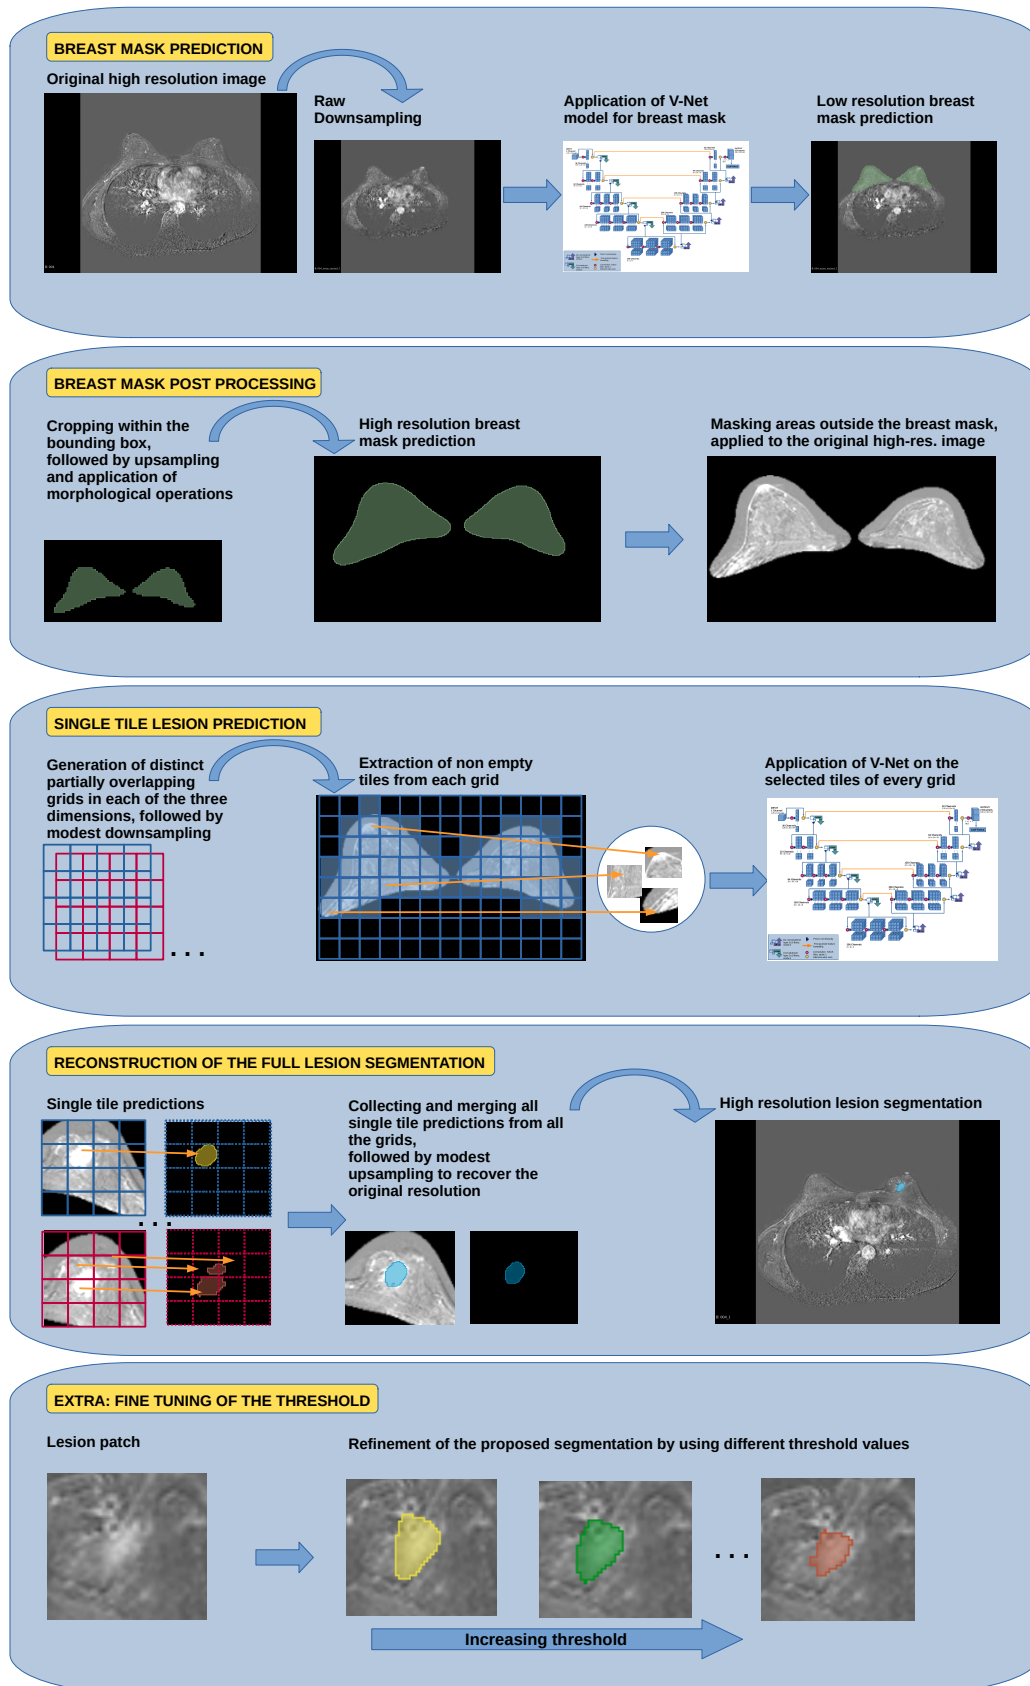 BREAST MASK PREDICTION
Original high resolution image
Raw
Downsampling
Application of V-Net
model for breast mask
Low resolution breast
mask prediction
BREAST MASK POST PROCESSING
Cropping within the
bounding box,
followed by upsampling
and application of
morphological operations
High resolution breast
mask prediction
Masking areas outside the breast mask,
applied to the original high-res. image
SINGLE TILE LESION PREDICTION
Generation of distinct
partially overlapping
grids in each of the three
dimensions, followed by
modest downsampling
. . .
Extraction of non empty
tiles from each grid
Application of V-Net on the
selected tiles of every grid
RECONSTRUCTION OF THE FULL LESION SEGMENTATION
Single tile predictions
. . .
Collecting and merging all
single tile predictions from all
the grids,
followed by modest
upsampling to recover the
original resolution
High resolution lesion segmentation
EXTRA: FINE TUNING OF THE THRESHOLD
Lesion patch
Refinement of the proposed segmentation by using different threshold values
. . .
Increasing threshold